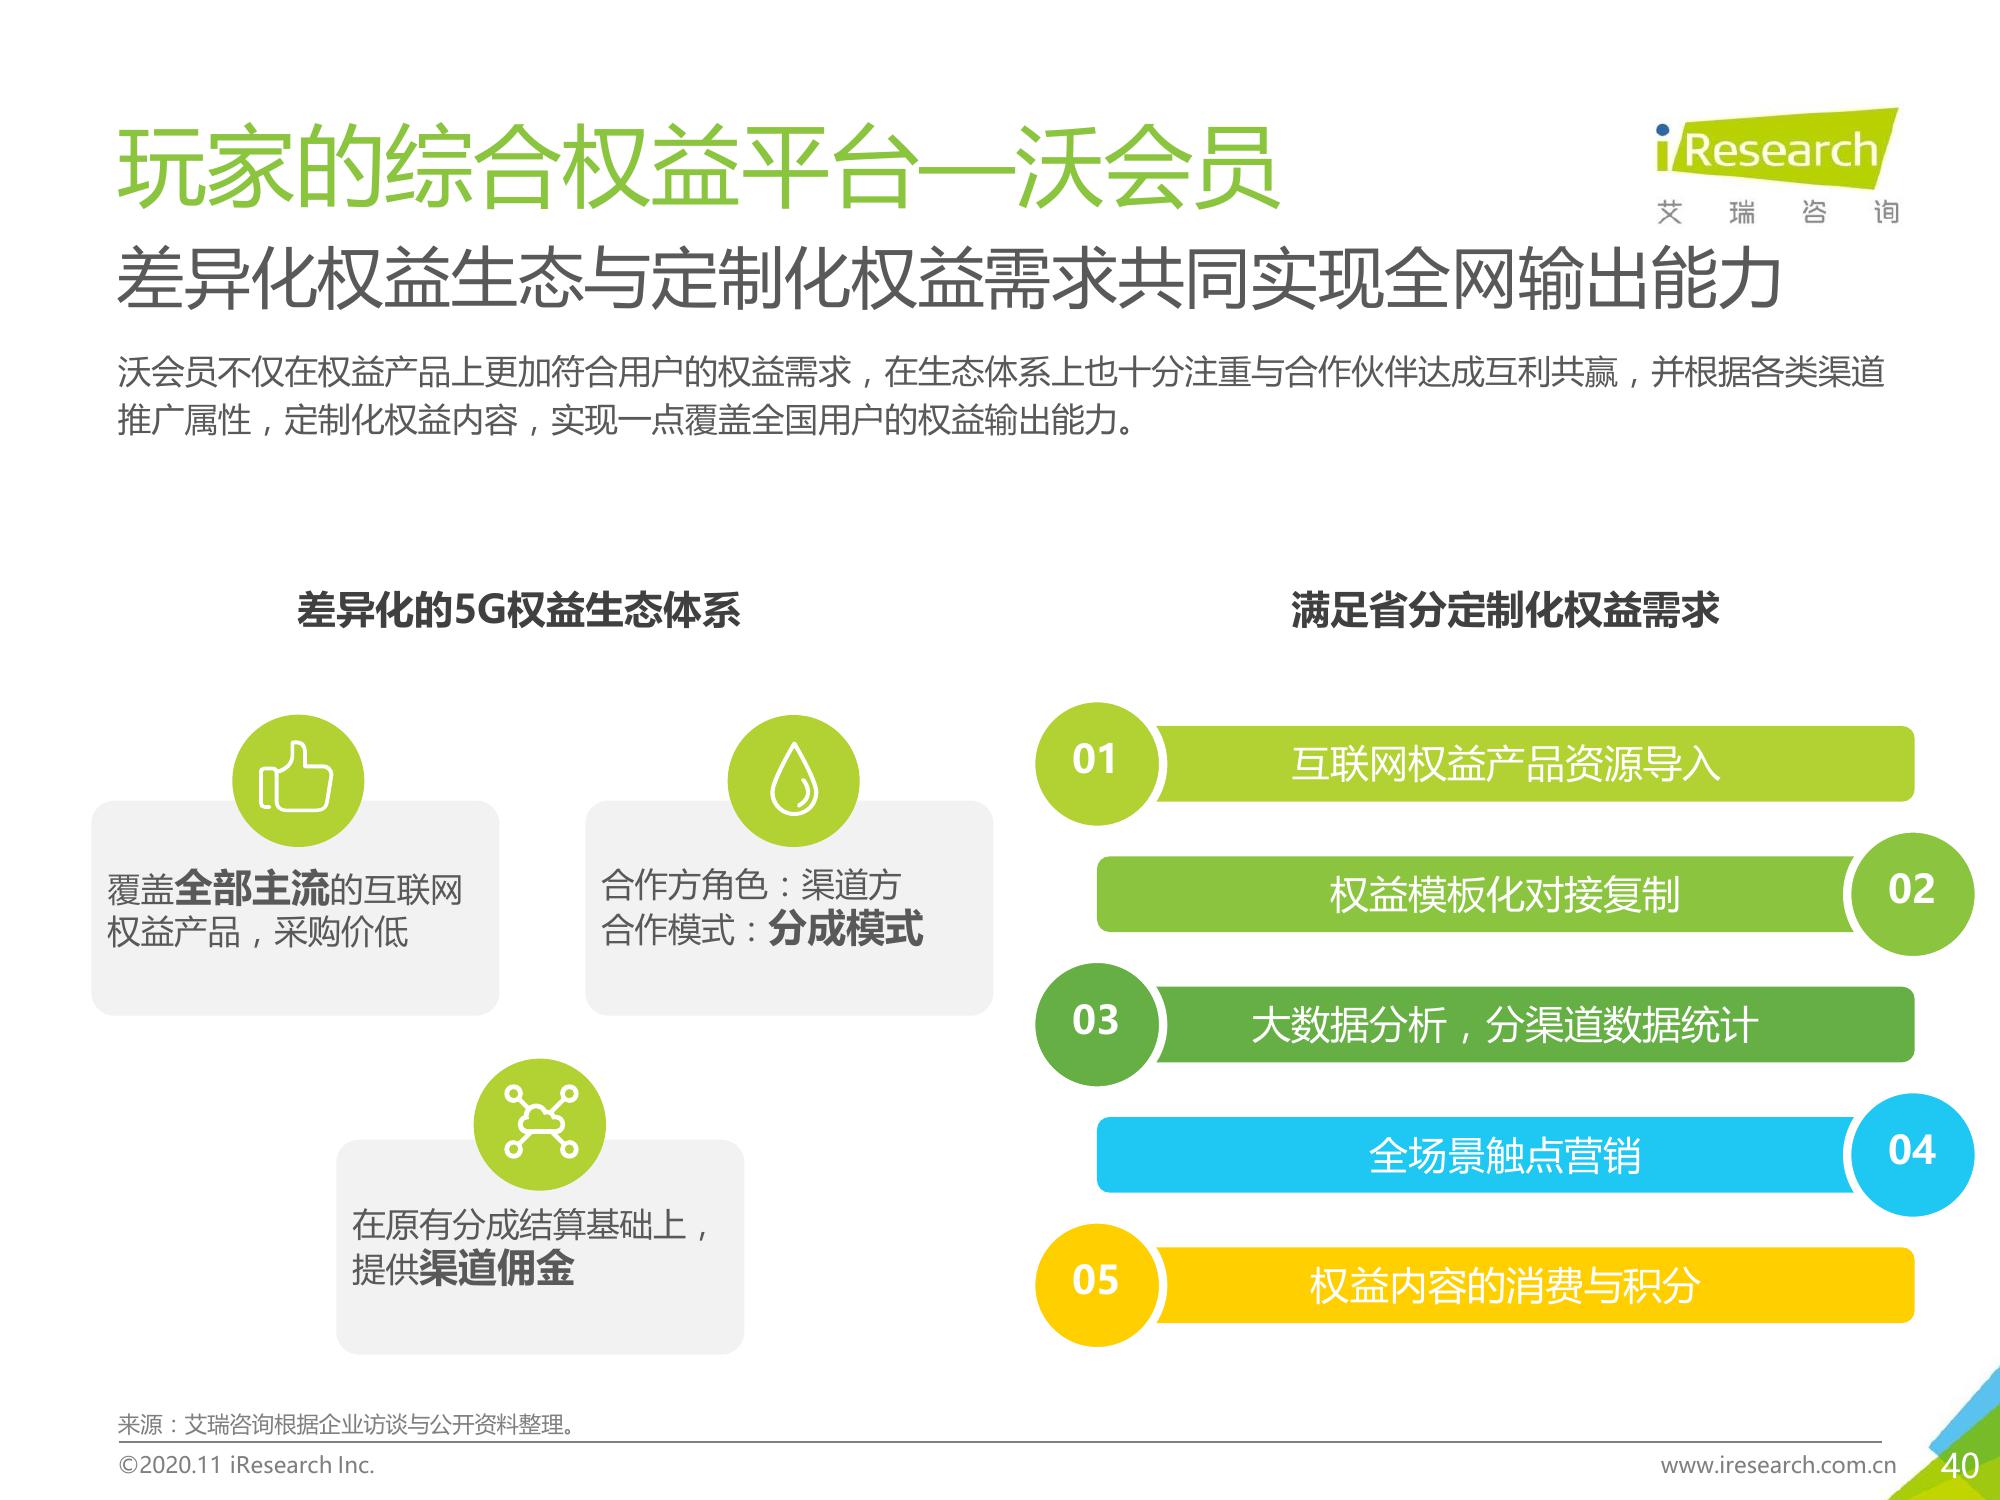 玩家的综合权益平台—沃会员
iResearch
艾瑞咨询
差异化权益生态与定制化权益需求共同实现全网输出能力
沃会员不仅在权益产品上更加符合用户的权益需求，在生态体系上也十分注重与合作伙伴达成互利共赢，并根据各类渠道
推广属性，定制化权益内容，实现一点覆盖全国用户的权益输出能力。
差异化的5G权益生态体系
覆盖全部主流的互联网
权益产品，采购价低
合作方角色：渠道方
合作模式：分成模式
在原有分成结算基础上，
提供渠道佣金
满足省分定制化权益需求
01 互联网权益产品资源导入
权益模板化对接复制 02
03 大数据分析，分渠道数据统计
全场景触点营销 04
05 权益内容的消费与积分
来源：艾瑞咨询根据企业访谈与公开资料整理。
©2020.11 iResearch Inc.
www.iresearch.com.cn
40